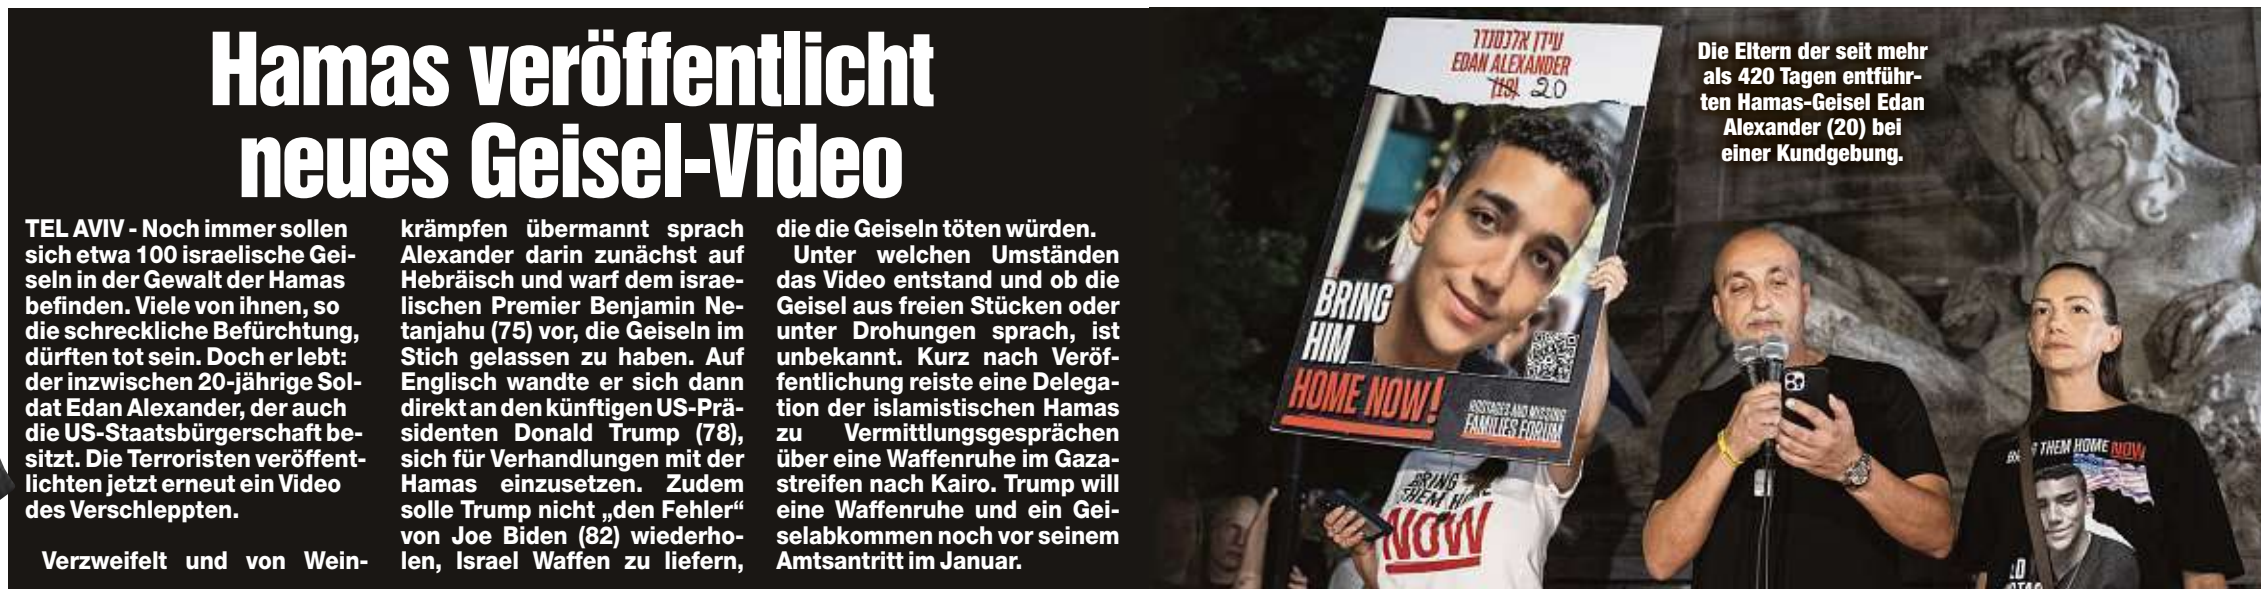 Hamas veröffentlicht
neues Geisel-Video
TEL AVIV - Noch immer sollen
sich etwa 100 israelische Gei-
seln in der Gewalt der Hamas
befinden. Viele von ihnen, so
die schreckliche Befürchtung,
dürften tot sein. Doch er lebt:
der inzwischen 20-jährige Sol-
dat Edan Alexander, der auch
die US-Staatsbürgerschaft be-
sitzt. Die Terroristen veröffent-
lichten jetzt erneut ein Video
des Verschleppten.
Verzweifelt und von Wein-
krämpfen übermannt sprach
Alexander darin zunächst auf
Hebräisch und warf dem israe-
lischen Premier Benjamin Ne-
tanjahu (75) vor, die Geiseln im
Stich gelassen zu haben. Auf
Englisch wandte er sich dann
direkt an den künftigen US-Prä-
sidenten Donald Trump (78),
sich für Verhandlungen mit der
Hamas einzusetzen. Zudem
solle Trump nicht „den Fehler“
von Joe Biden (82) wiederho-
len, Israel Waffen zu liefern,
die die Geiseln töten würden.
Unter welchen Umständen
das Video entstand und ob die
Geisel aus freien Stücken oder
unter Drohungen sprach, ist
unbekannt. Kurz nach Veröf-
fentlichung reiste eine Delega-
tion der islamistischen Hamas
zu Vermittlungsgesprächen
über eine Waffenruhe im Gaza-
streifen nach Kairo. Trump will
eine Waffenruhe und ein Gei-
selabkommen noch vor seinem
Amtsantritt im Januar.
Die Eltern der seit mehr
als 420 Tagen entführ-
ten Hamas-Geisel Edan
Alexander (20) bei
einer Kundgebung.
עידן אלכסנדר
EDAN ALEXANDER
(19) 20
BRING
HIM
HOME NOW!
HOSTAGES AND MISSING
FAMILIES FORUM
BRING
THEM HOME
NOW
THEM HOME NOW